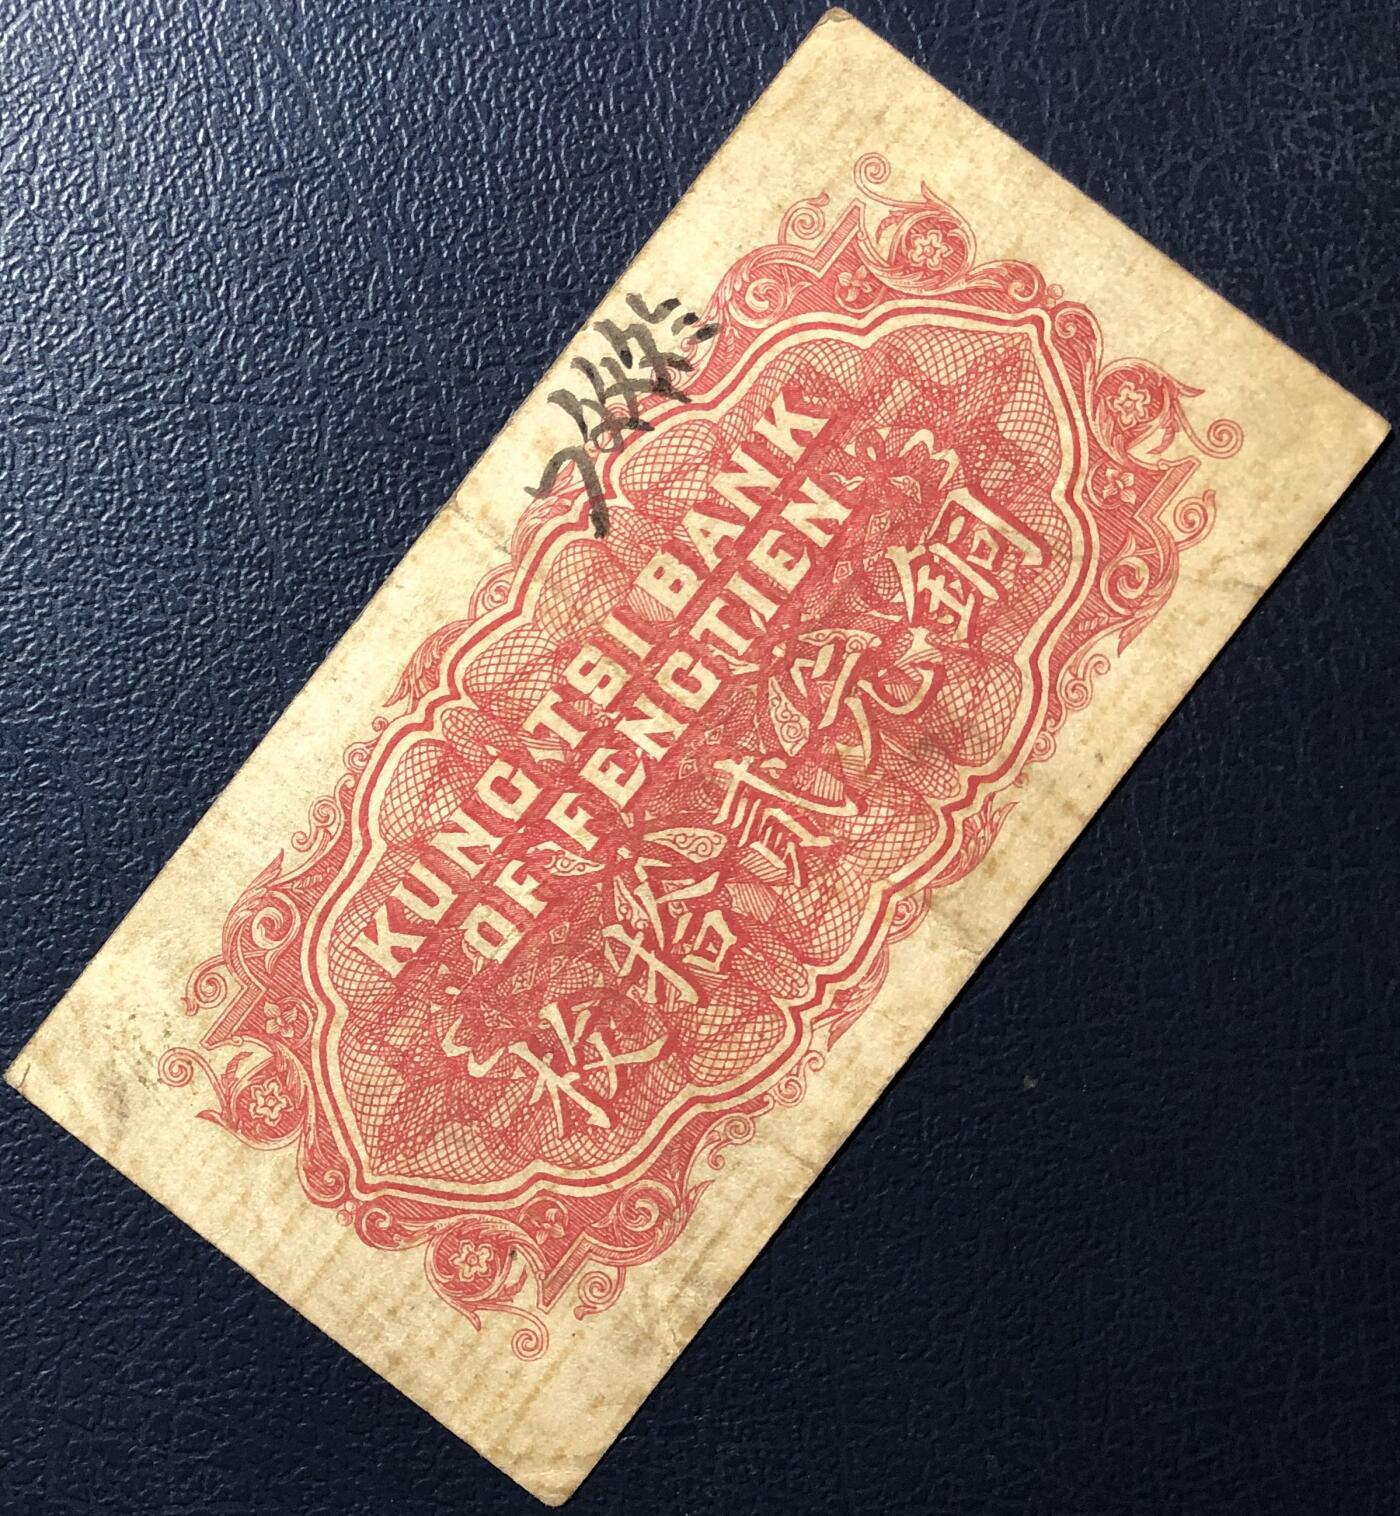 KUNG TSI BANK
OF FENGTIEN
銅元貳拾枚